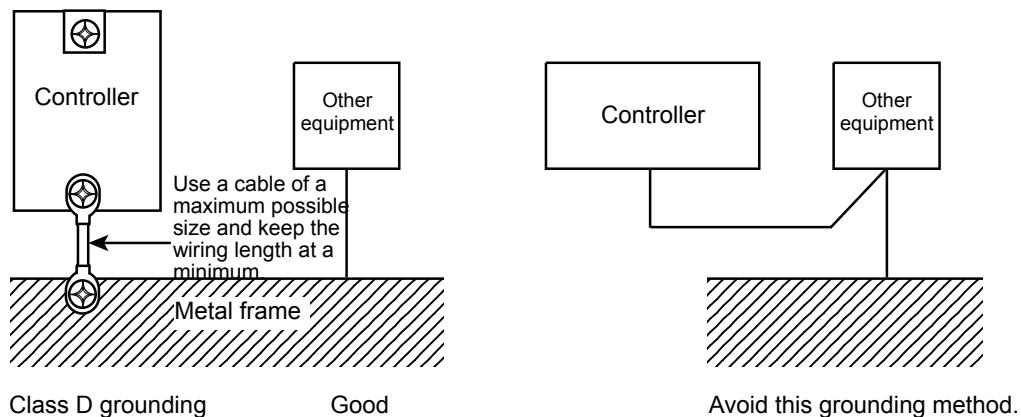 Controller
Other
equipment
Use a cable of a
maximum possible
size and keep the
wiring length at a
minimum.
Metal frame
Class D grounding
Good
Controller
Other
equipment
Avoid this grounding method.